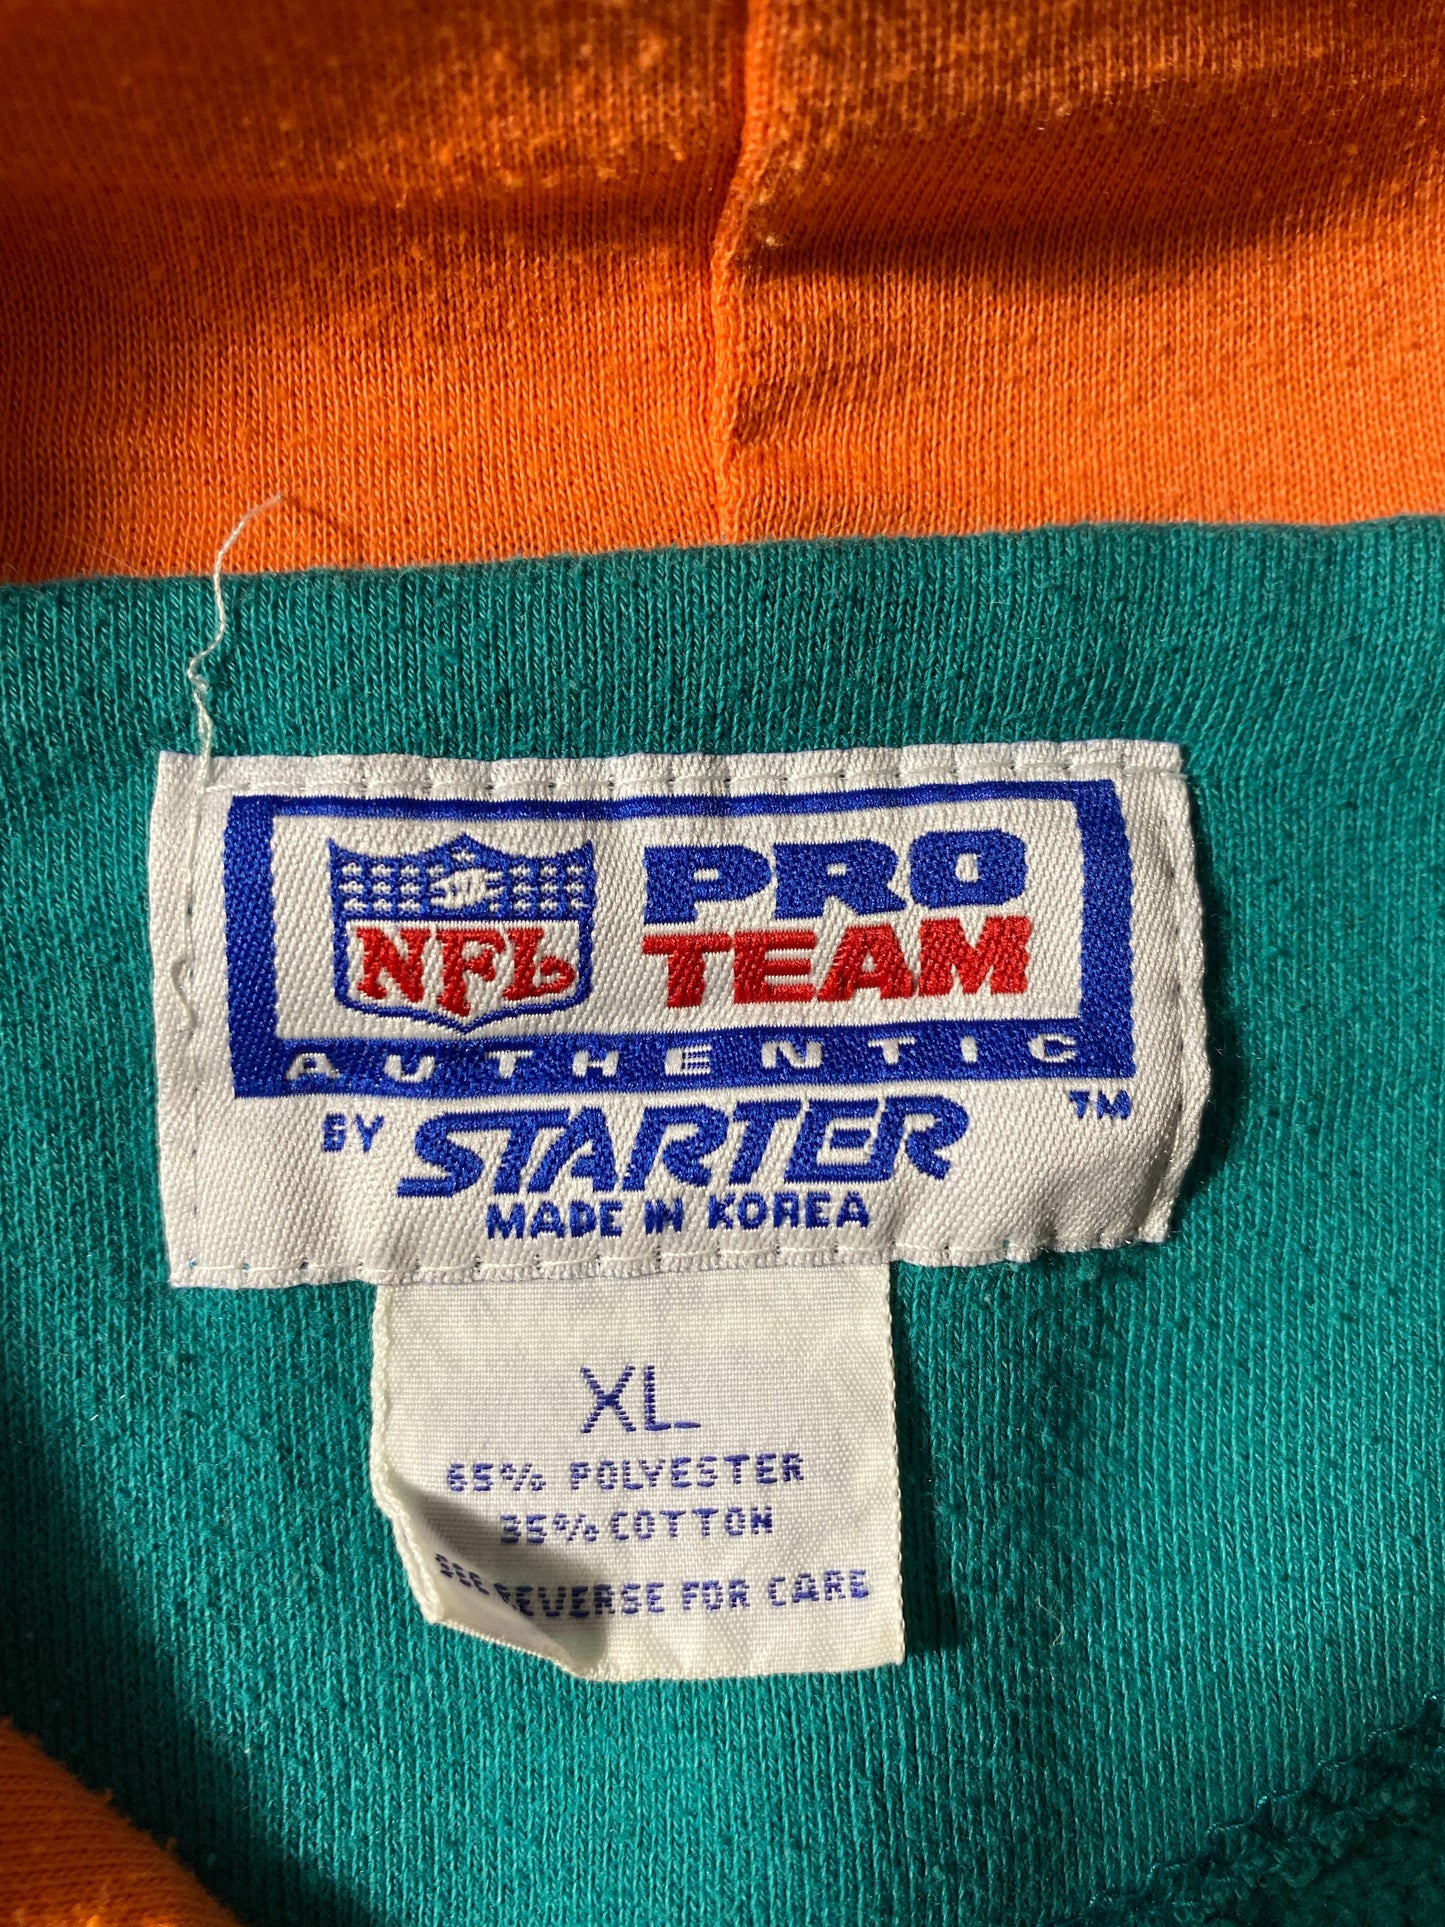 NFL
PRO
TEAM
AUTHENTIC
BY STARTER TM
MADE IN KOREA
XL
65% POLYESTER
35% COTTON
SEE REVERSE FOR CARE